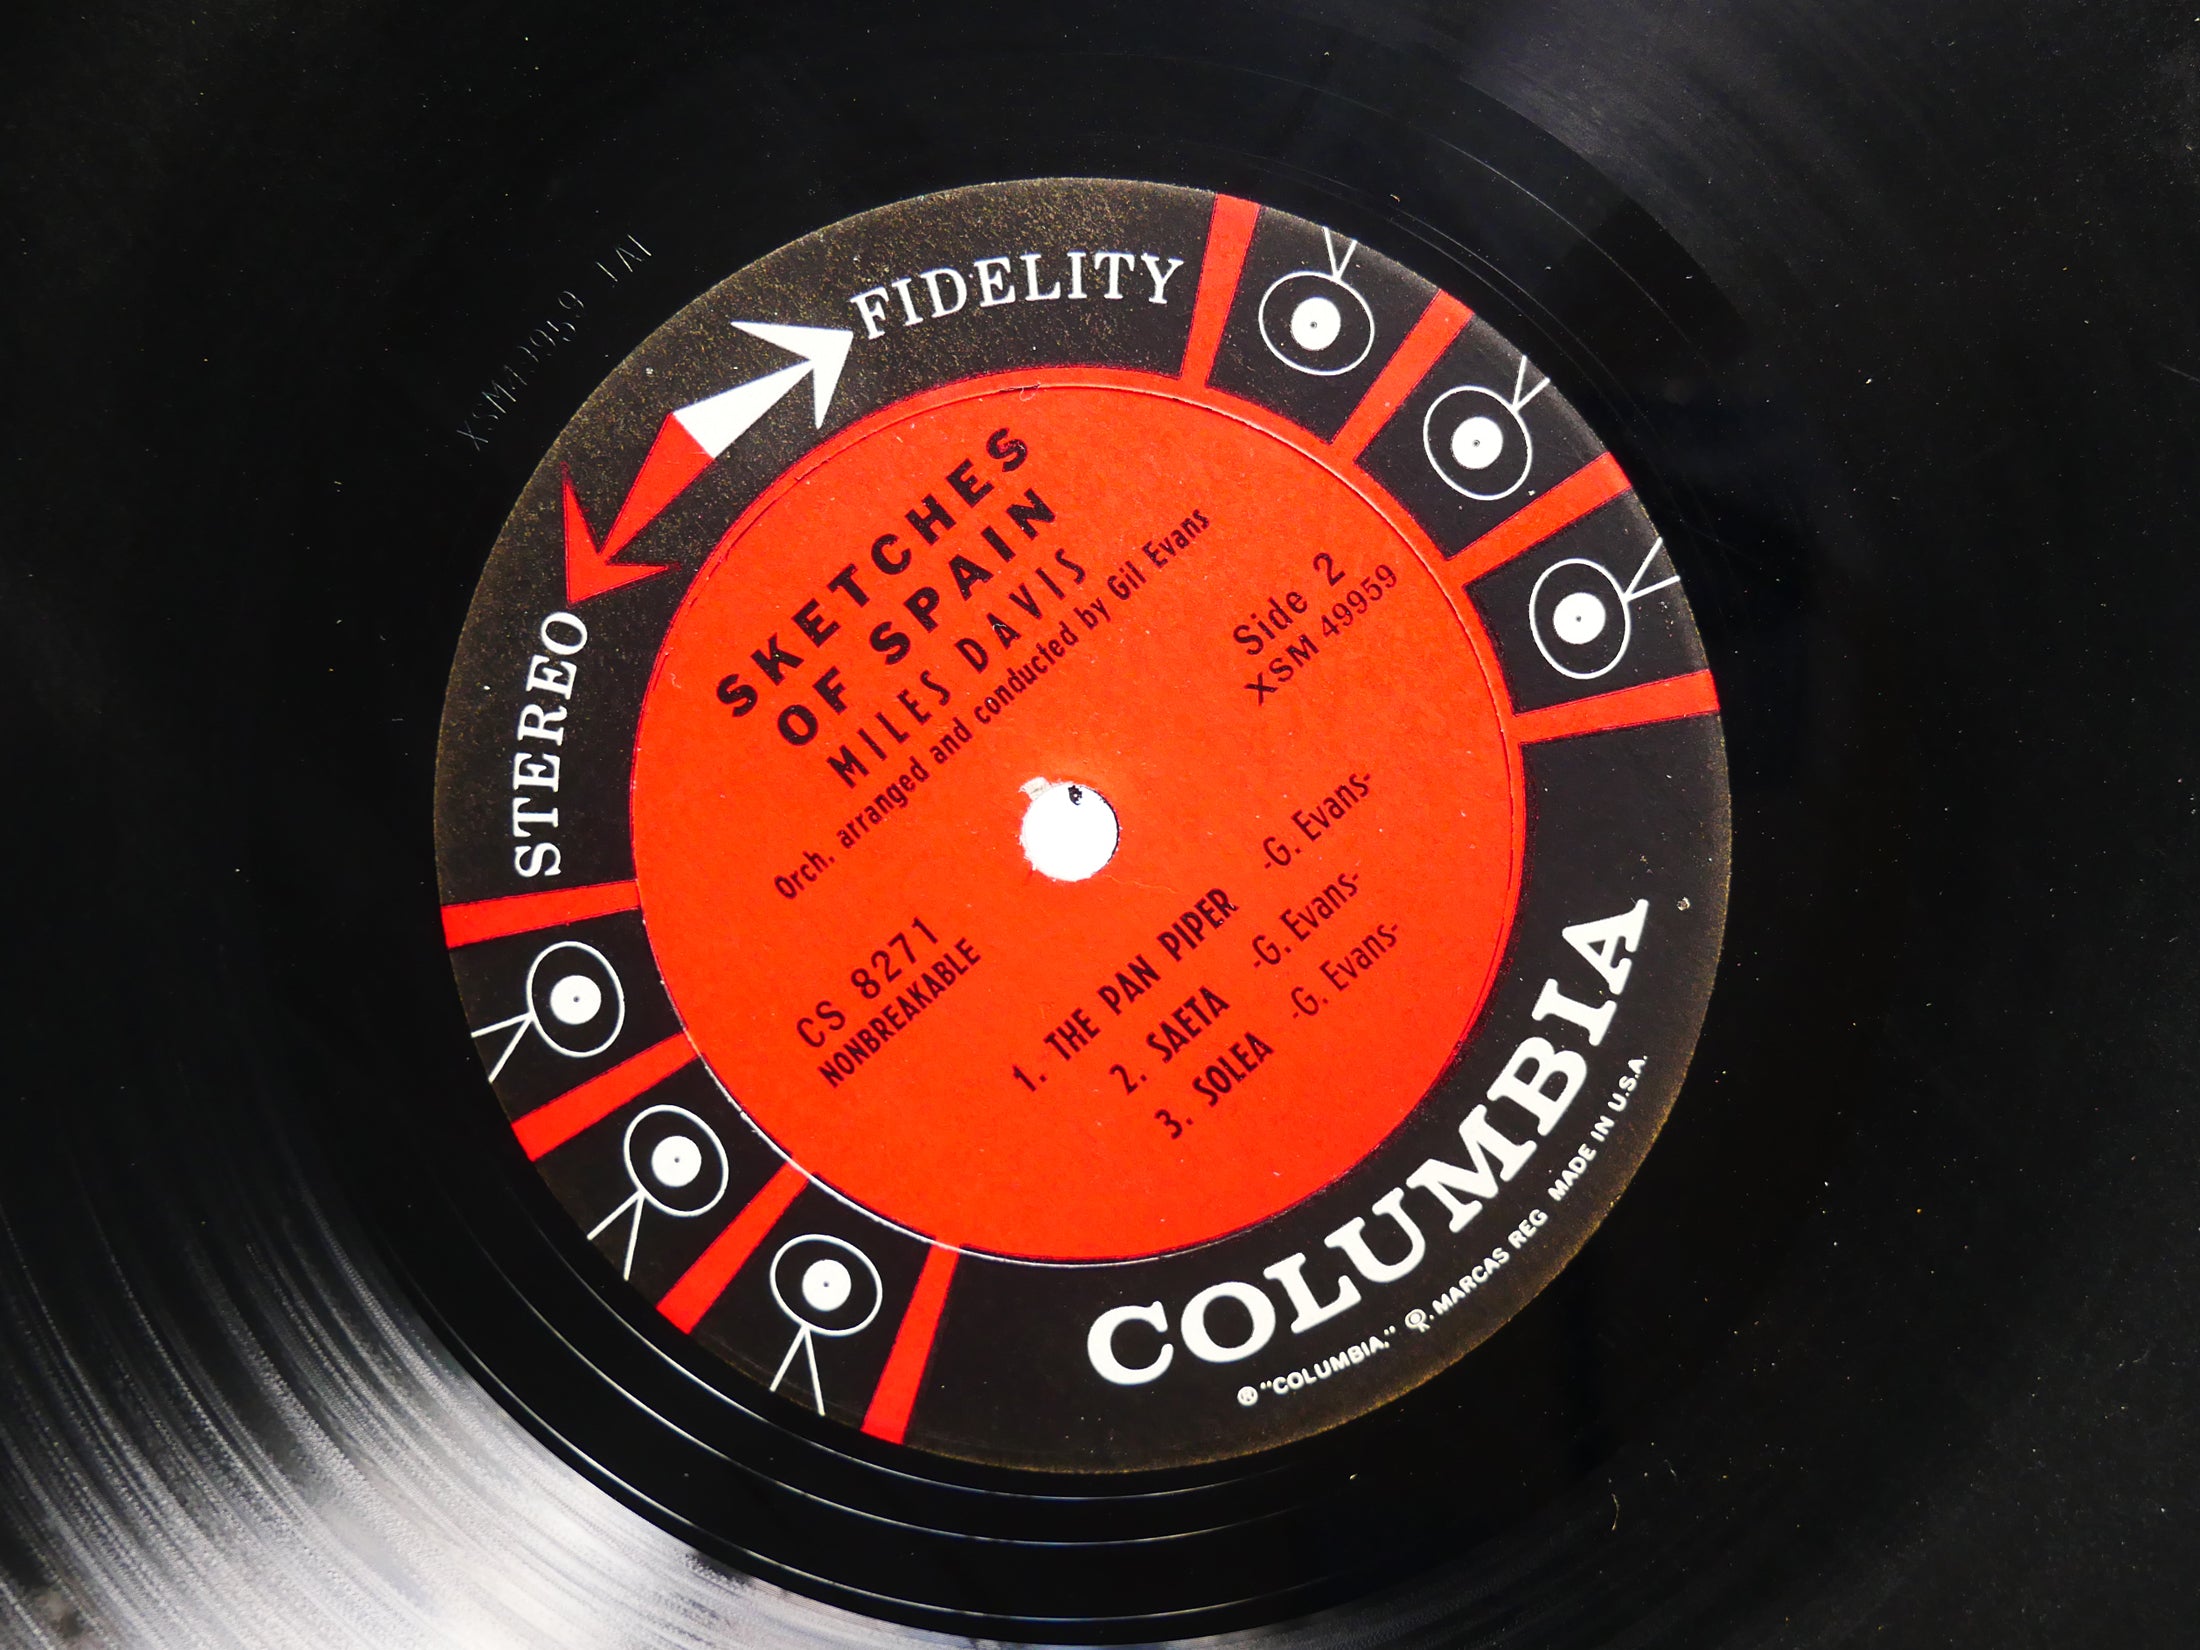 STEREO FIDELITY
SKETCHES
OF SPAIN
MILES DAVIS
Orch. arranged and conducted by Gil Evans
Side 2
XSM 49959
CS 8271
NONBREAKABLE
1. THE PAN PIPER -G. Evans-
2. SAETA -G. Evans-
3. SOLEA -G. Evans-
COLUMBIA
® "COLUMBIA," ®. MARCAS REG MADE IN U.S.A.